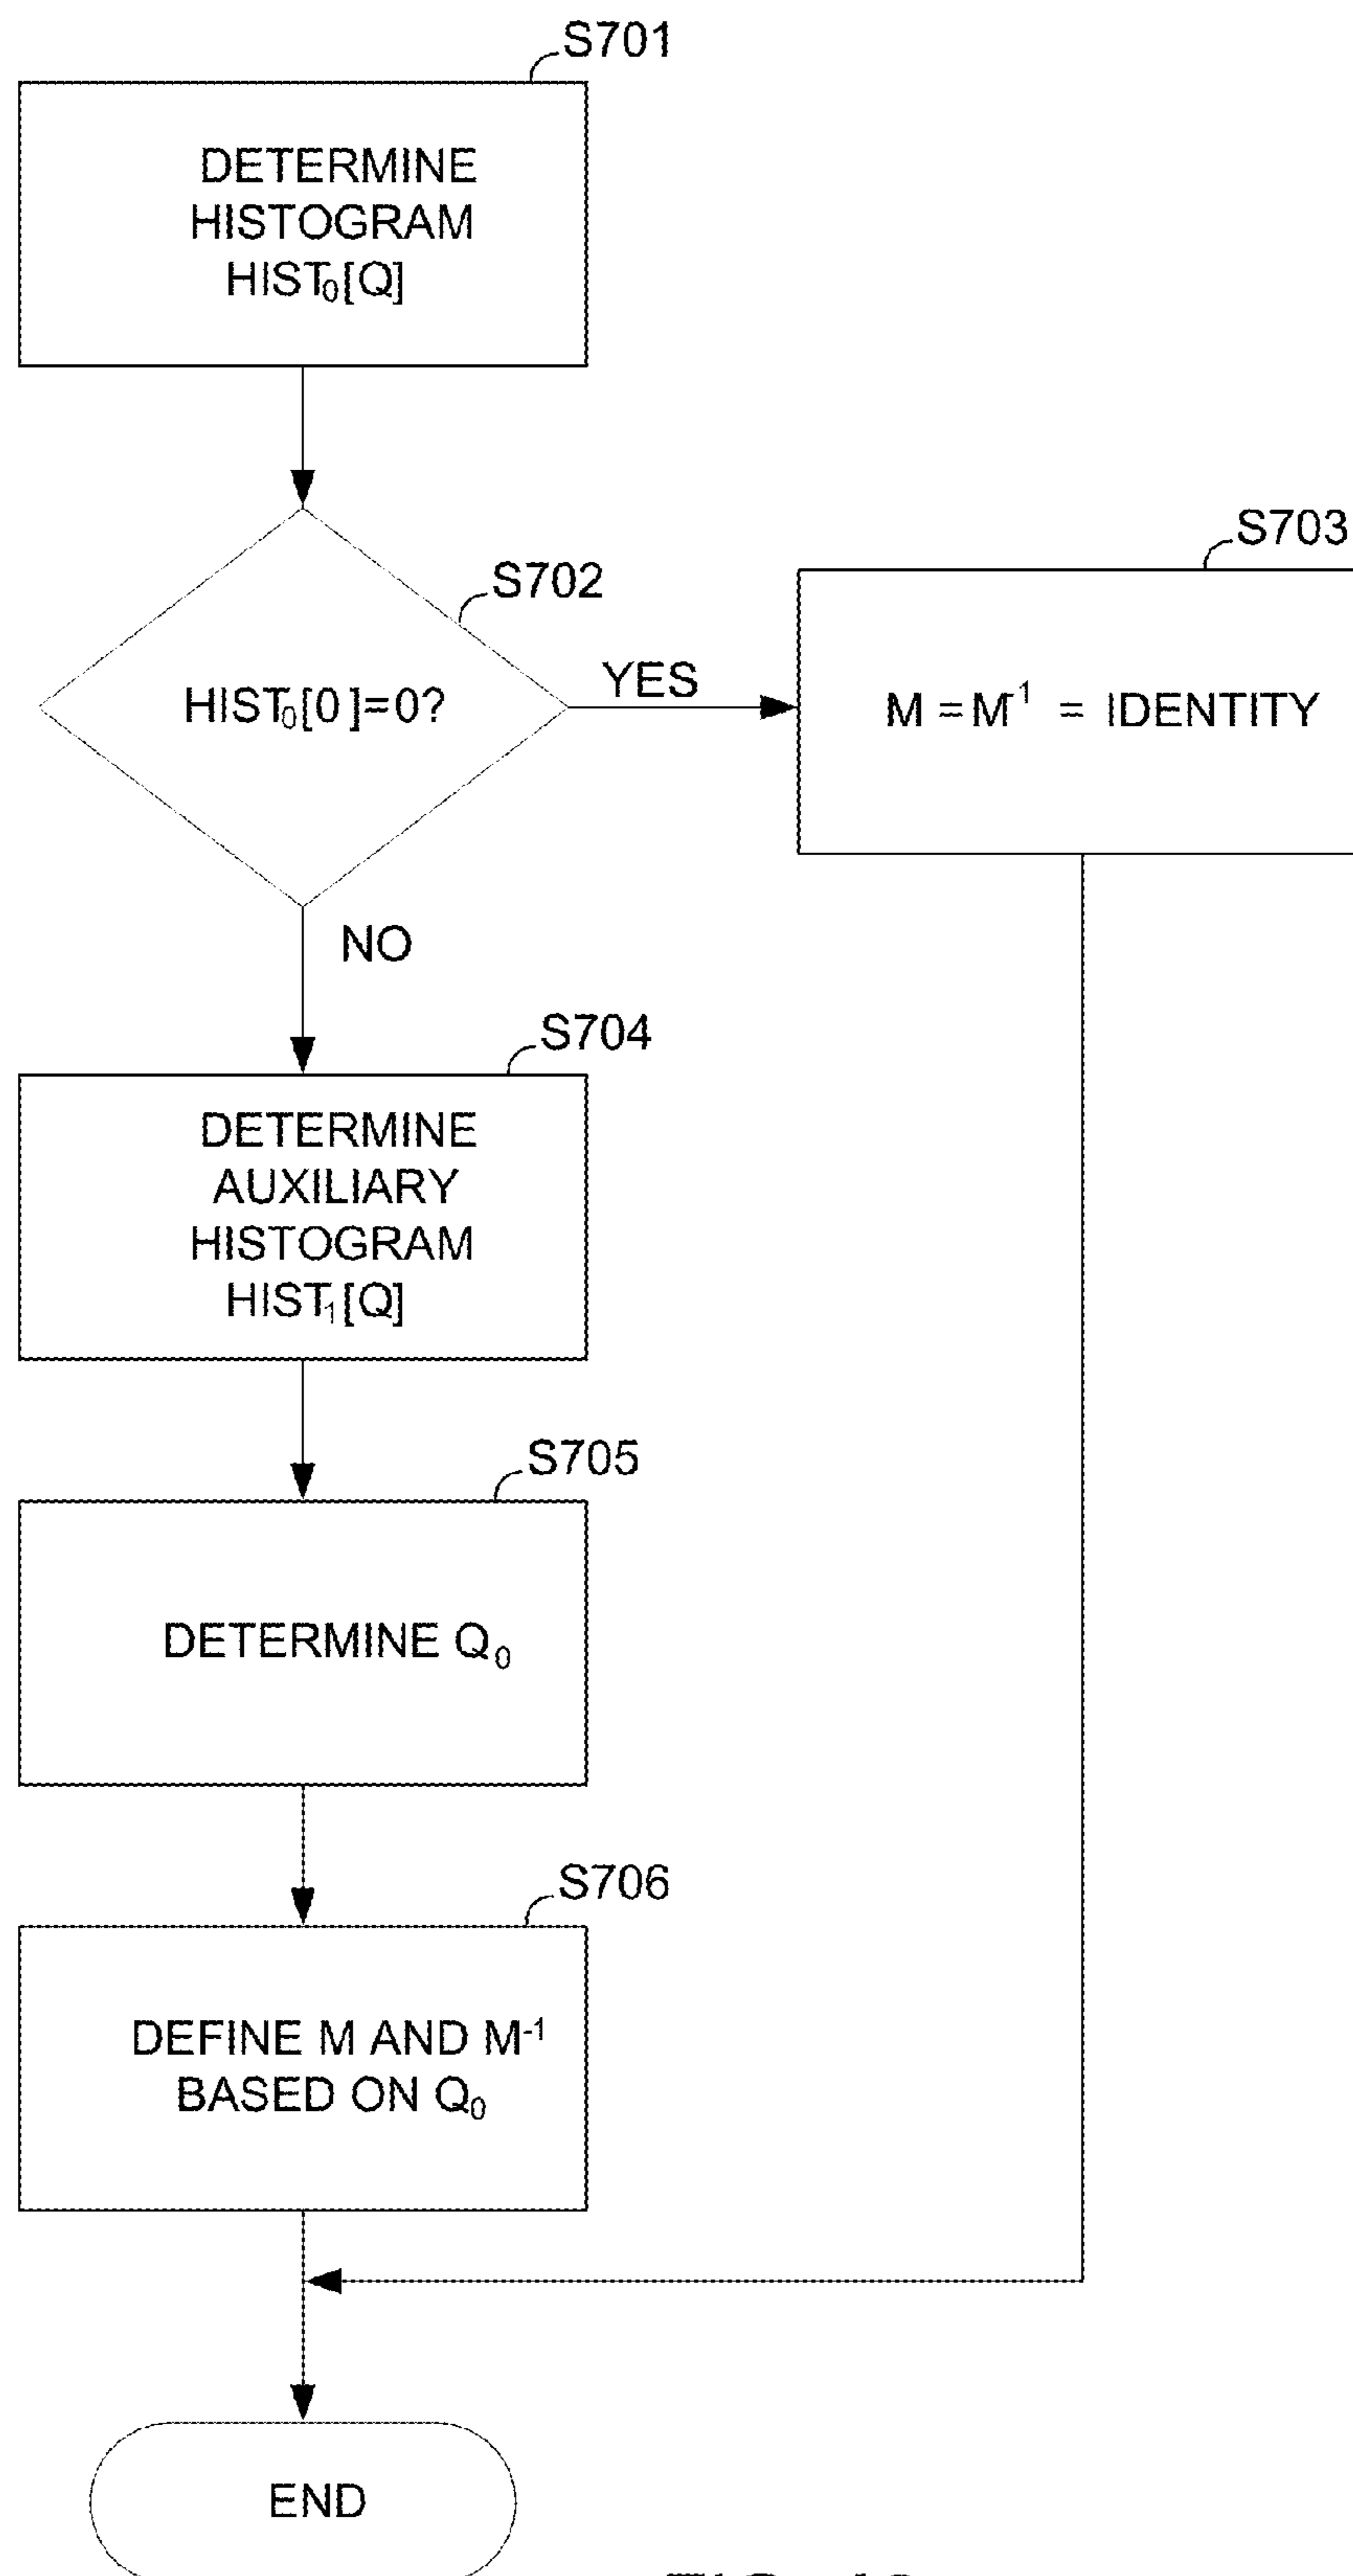 S701
DETERMINE
HISTOGRAM
HIST₀[Q]
S702
HIST₀[0]=0?
YES
S703
M = M⁻¹ = IDENTITY
NO
S704
DETERMINE
AUXILIARY
HISTOGRAM
HIST₁[Q]
S705
DETERMINE Q₀
S706
DEFINE M AND M⁻¹
BASED ON Q₀
END